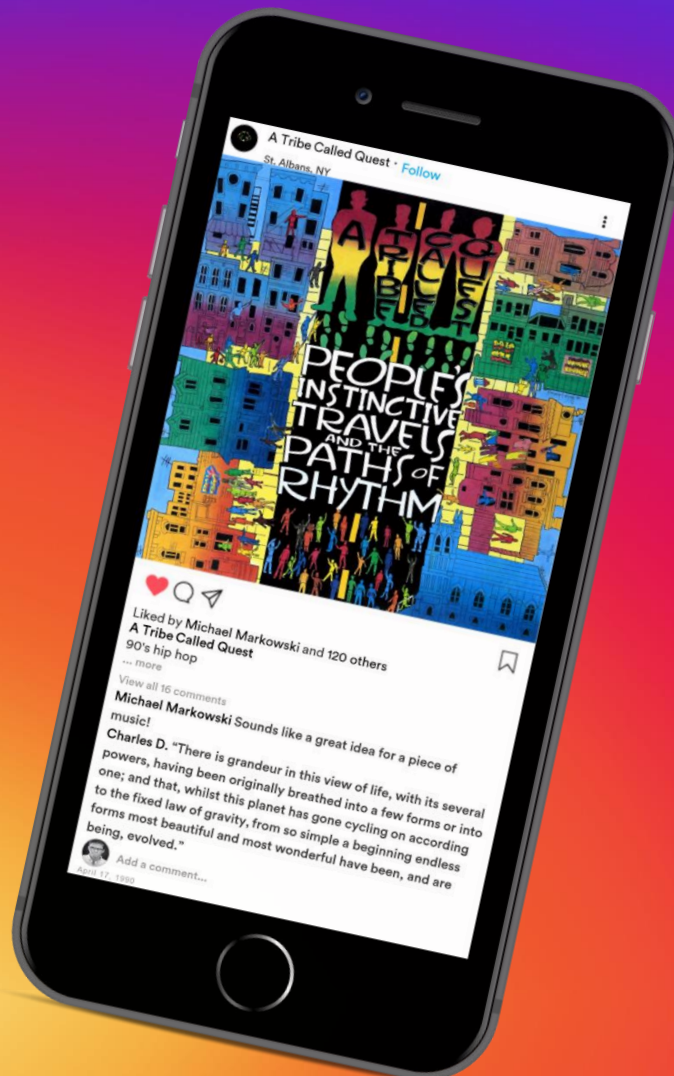 A Tribe Called Quest · Follow
St. Albans, NY
A TRIBE CALLED QUEST
PEOPLE'S
INSTINCTIVE
TRAVELS
AND THE
PATHS OF
RHYTHM
Liked by Michael Markowski and 120 others
A Tribe Called Quest
90's hip hop
... more
View all 16 comments
Michael Markowski Sounds like a great idea for a piece of
music!
Charles D. “There is grandeur in this view of life, with its several
powers, having been originally breathed into a few forms or into
one; and that, whilst this planet has gone cycling on according
to the fixed law of gravity, from so simple a beginning endless
forms most beautiful and most wonderful have been, and are
being, evolved.”
Add a comment...
April 17, 1990